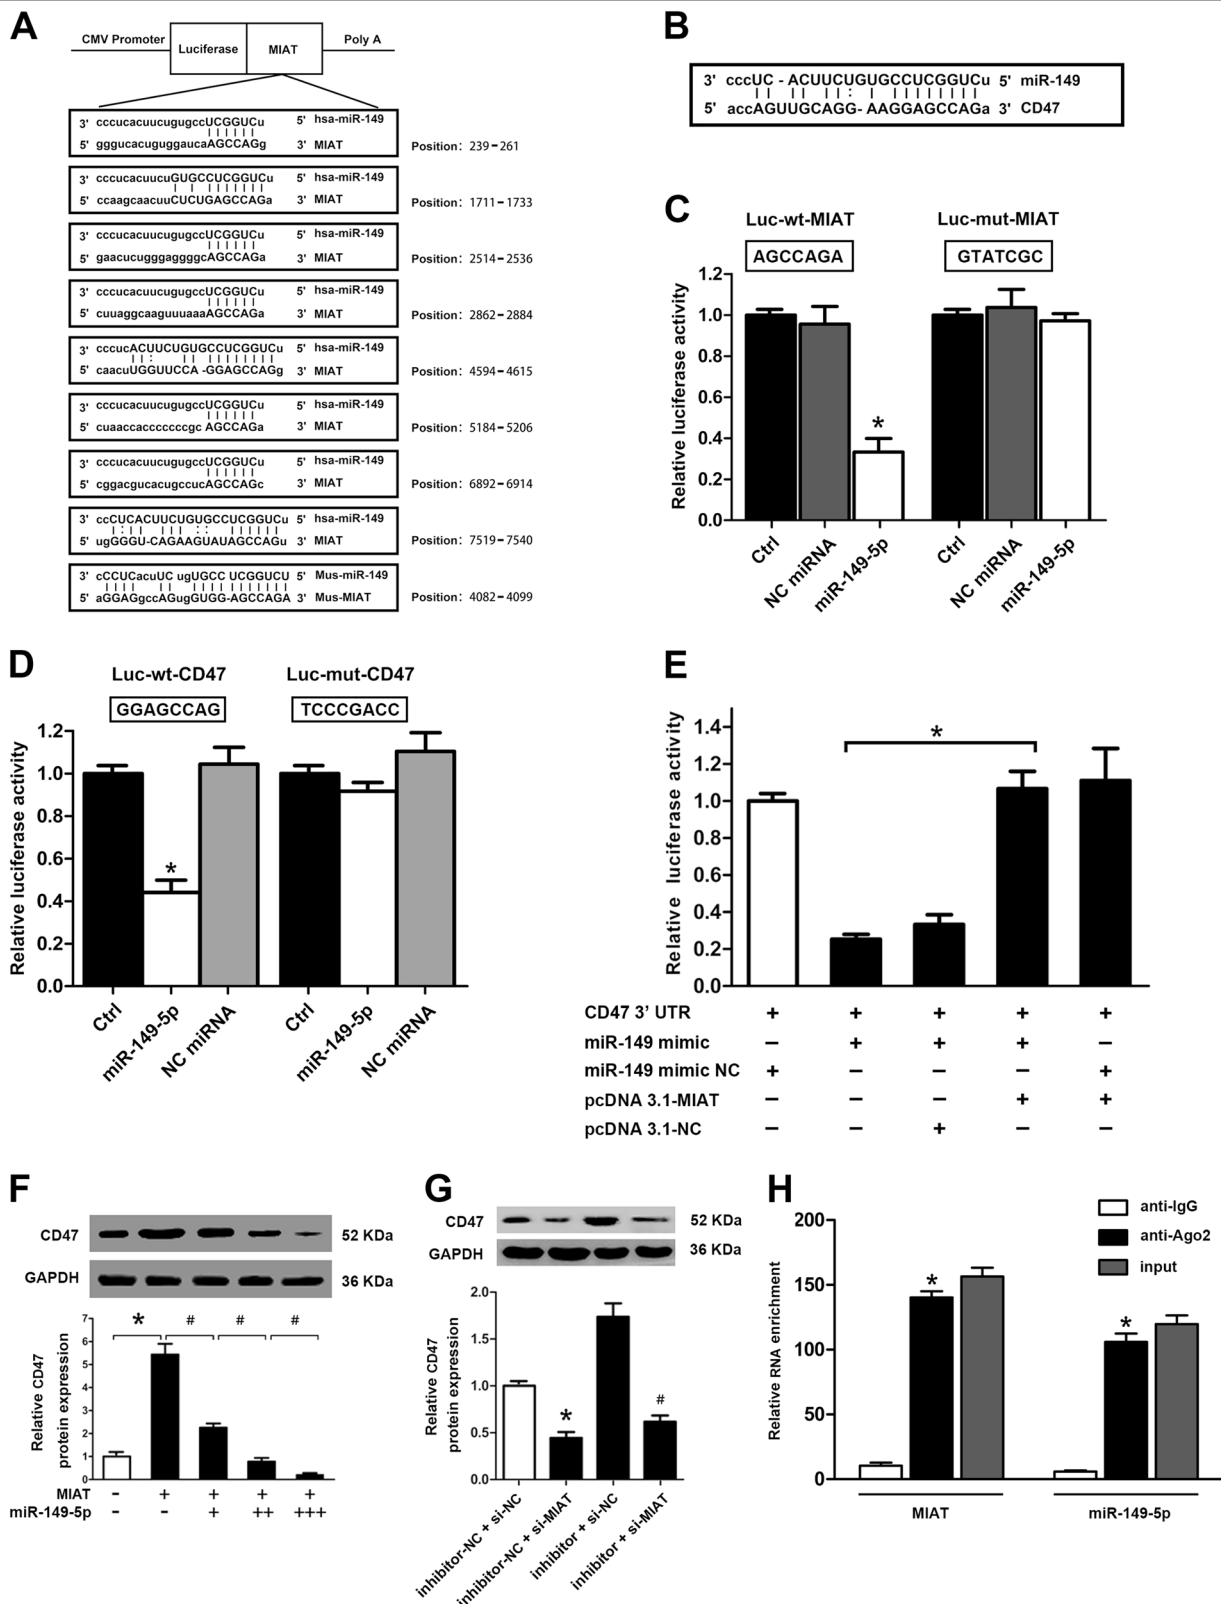 A
CMV Promoter
Luciferase
MIAT
Poly A
3' cccucacuucugugccUCGGUCu 5' hsa-miR-149
5' gggucacuguggaucaAGCCAGg 3' MIAT
Position: 239–261
3' cccucacuucuGUGCCUCGGUCu 5' hsa-miR-149
5' ccaagcaacuuCUCUGAGCCAGa 3' MIAT
Position: 1711–1733
3' cccucacuucugugccUCGGUCu 5' hsa-miR-149
5' gaacucugggaggggcAGCCAGa 3' MIAT
Position: 2514–2536
3' cccucacuucugugccUCGGUCu 5' hsa-miR-149
5' cuuaggcaaguuuaaaAGCCAGa 3' MIAT
Position: 2862–2884
3' cccucACUUCUGUGCCUCGGUCu 5' hsa-miR-149
5' caacuUGGUUCCA -GGAGCCAGg 3' MIAT
Position: 4594–4615
3' cccucacuucugugccUCGGUCu 5' hsa-miR-149
5' cuaaccacccccccgc AGCCAGa 3' MIAT
Position: 5184–5206
3' cccucacuucugugccUCGGUCu 5' hsa-miR-149
5' cggacgucacugccucAGCCAGc 3' MIAT
Position: 6892–6914
3' ccCUCACUUCUGUGCCUCGGUCu 5' hsa-miR-149
5' ugGGGU-CAGAAGUAUAGCCAGu 3' MIAT
Position: 7519–7540
3' cCCUCacuUC ugUGCC UCGGUCU 5' Mus-miR-149
5' aGGAGgccAGugGUGG-AGCCAGA 3' Mus-MIAT
Position: 4082–4099
B
3' cccUC - ACUUCUGUGCCUCGGUCu 5' miR-149
5' accAGUUGCAGG- AAGGAGCCAGa 3' CD47
C
Luc-wt-MIAT Luc-mut-MIAT
AGCCAGA GTATCGC
Relative luciferase activity
1.2
1.0
0.8
0.6
0.4
0.2
0.0
*
Ctrl NC miRNA miR-149-5p Ctrl NC miRNA miR-149-5p
D
Luc-wt-CD47 Luc-mut-CD47
GGAGCCAG TCCCGACC
Relative luciferase activity
1.2
1.0
0.8
0.6
0.4
0.2
0.0
*
Ctrl miR-149-5p NC miRNA Ctrl miR-149-5p NC miRNA
E
Relative luciferase activity
1.4
1.2
1.0
0.8
0.6
0.4
0.2
0.0
*
CD47 3’ UTR + + + + +
miR-149 mimic – + + + –
miR-149 mimic NC + – – – +
pcDNA 3.1-MIAT – – – + +
pcDNA 3.1-NC – – + – –
F
CD47 52 KDa
GAPDH 36 KDa
Relative CD47
protein expression
7
6
5
4
3
2
1
0
* # # #
MIAT - + + + +
miR-149-5p - - + ++ +++
G
CD47 52 KDa
GAPDH 36 KDa
Relative CD47
protein expression
2.0
1.5
1.0
0.5
0.0
* #
inhibitor-NC + si-NC inhibitor-NC + si-MIAT inhibitor + si-NC inhibitor + si-MIAT
H
anti-IgG
anti-Ago2
input
Relative RNA enrichment
200
150
100
50
0
* *
MIAT miR-149-5p